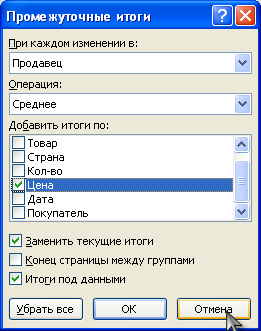 Промежуточные итоги
При каждом изменении в:
Продавец
Операция:
Среднее
Добавить итоги по:
Товар
Страна
Кол-во
Цена
Дата
Покупатель
Заменить текущие итоги
Конец страницы между группами
Итоги под данными
Убрать все ОК Отмена